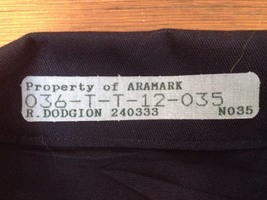 Property of ARAMARK
036-T-T-12-035
R.DODGION 240333 N035